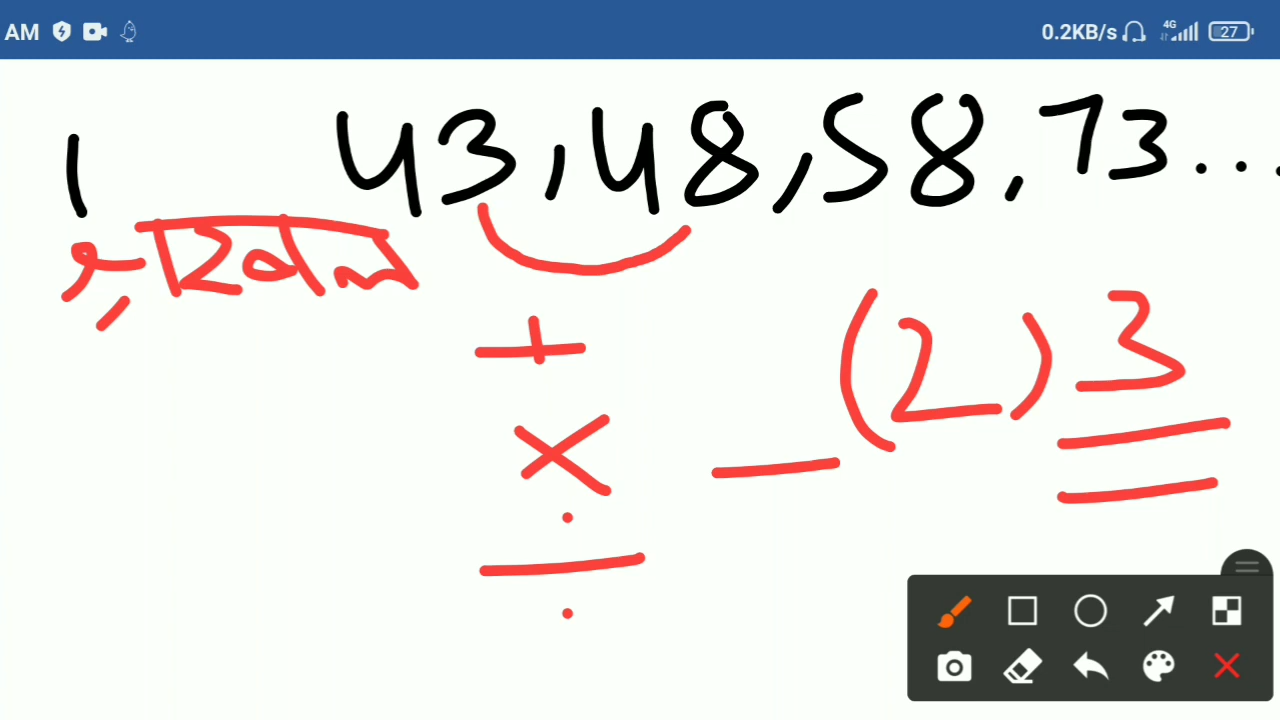 AM 0.2KB/s 4G 27
1 43,48,58,73...
+ (2) 3
× —
÷